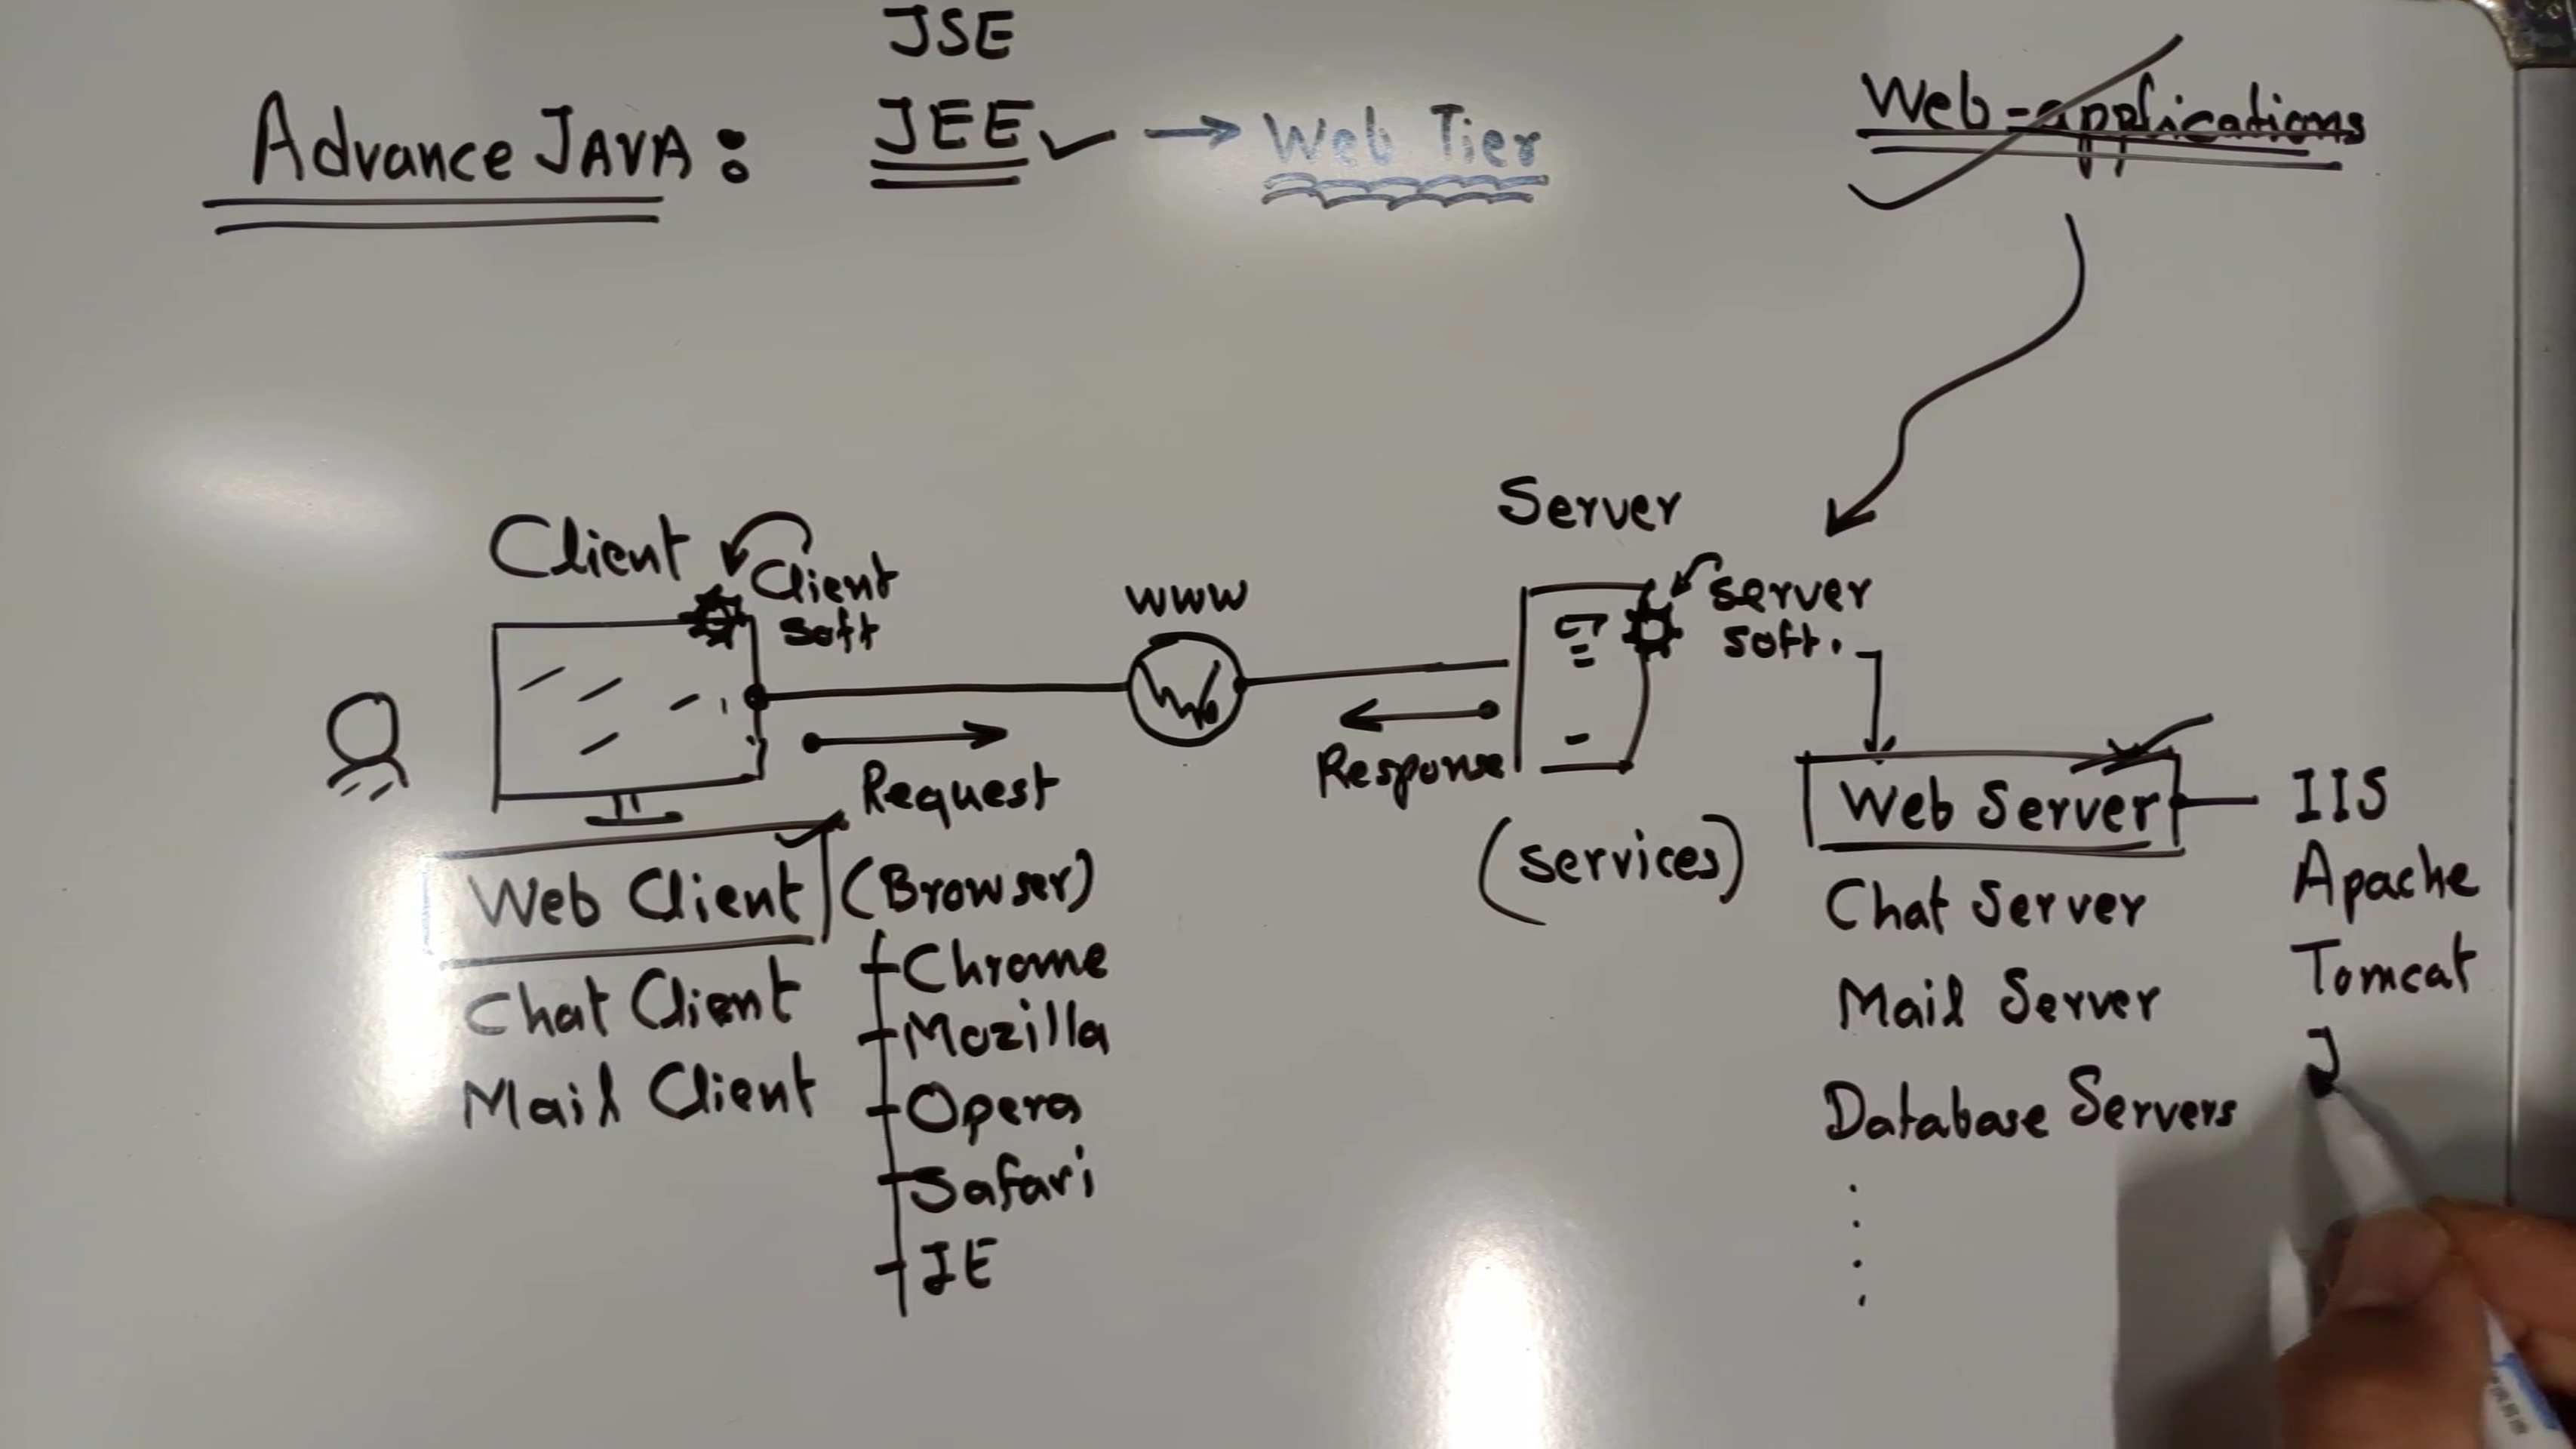 JSE
Advance JAVA :
JEE → Web Tier
Web-applications
Client
Client
soft
WWW
Server
server
soft.
Request
Response
(services)
Web Client (Browser)
Chat Client
Mail Client
Chrome
Mozilla
Opera
Safari
IE
Web Server
Chat Server
Mail Server
Database Servers
IIS
Apache
Tomcat
J